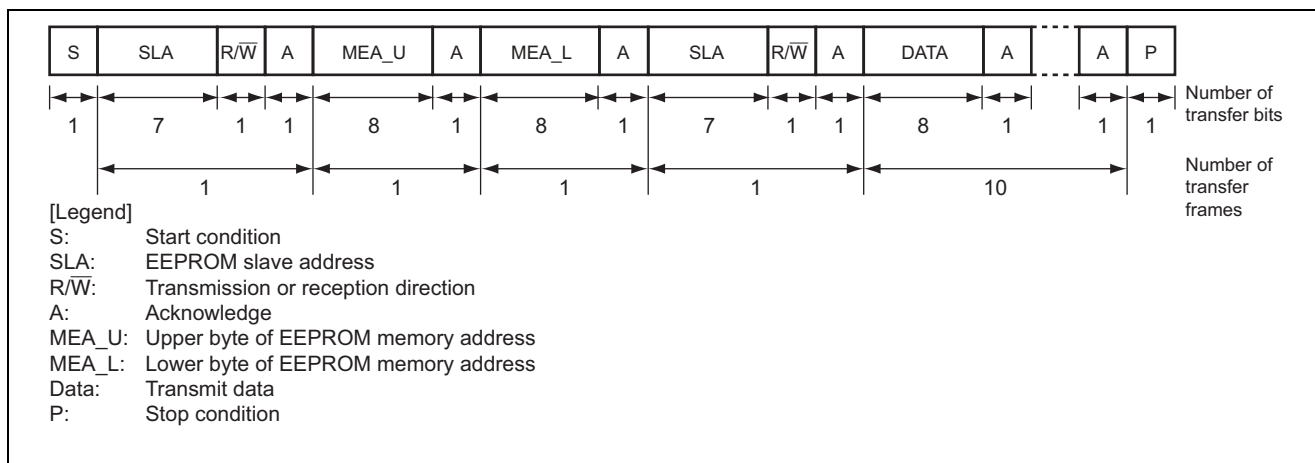 S SLA R/W̅ A MEA_U A MEA_L A SLA R/W̅ A DATA A A P
1 7 1 1 8 1 8 1 7 1 1 8 1 1 1 Number of
transfer bits
1 1 1 1 10 Number of
transfer
frames
[Legend]
S: Start condition
SLA: EEPROM slave address
R/W̅: Transmission or reception direction
A: Acknowledge
MEA_U: Upper byte of EEPROM memory address
MEA_L: Lower byte of EEPROM memory address
Data: Transmit data
P: Stop condition